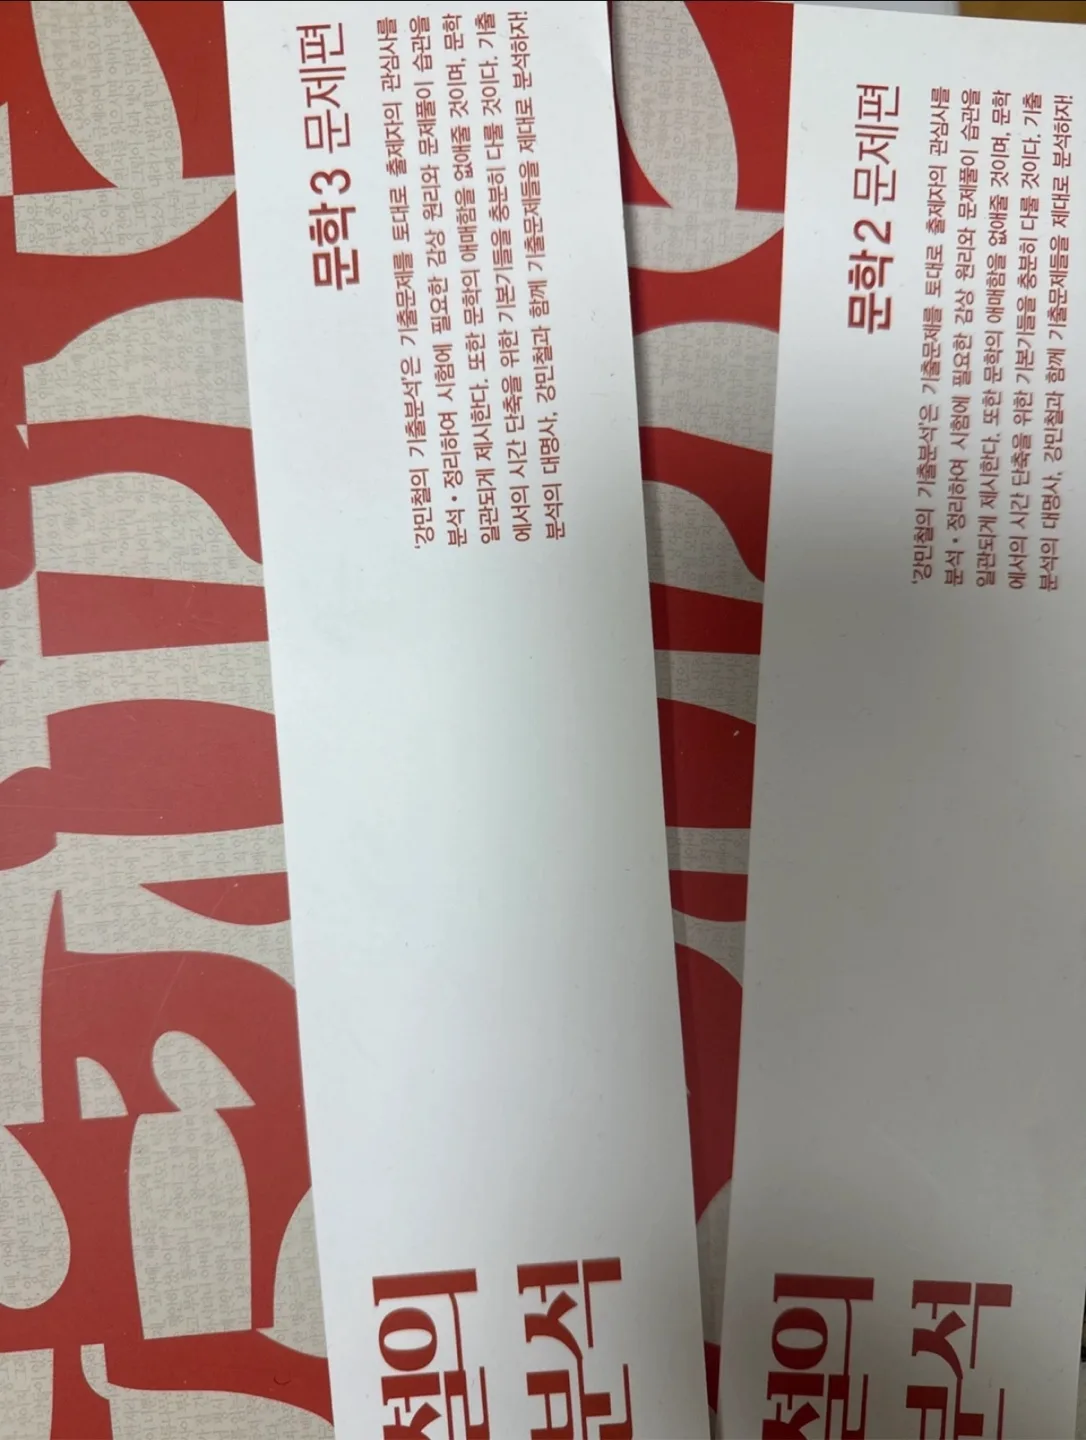 문학 3 문제편
'강민철의 기출분석'은 기출문제를 토대로 출제자의 관심사를
분석·정리하여 시험에 필요한 감상 원리와 문제풀이 습관을
일관되게 제시한다. 또한 문학의 애매함을 없애줄 것이며, 문학
에서의 시간 단축을 위한 기본기들을 충분히 다룰 것이다. 기출
분석의 대명사, 강민철과 함께 기출문제들을 제대로 분석하자!
철의
분석
문학 2 문제편
'강민철의 기출분석'은 기출문제를 토대로 출제자의 관심사를
분석·정리하여 시험에 필요한 감상 원리와 문제풀이 습관을
일관되게 제시한다. 또한 문학의 애매함을 없애줄 것이며, 문학
에서의 시간 단축을 위한 기본기들을 충분히 다룰 것이다. 기출
분석의 대명사, 강민철과 함께 기출문제들을 제대로 분석하자!
철의
분석